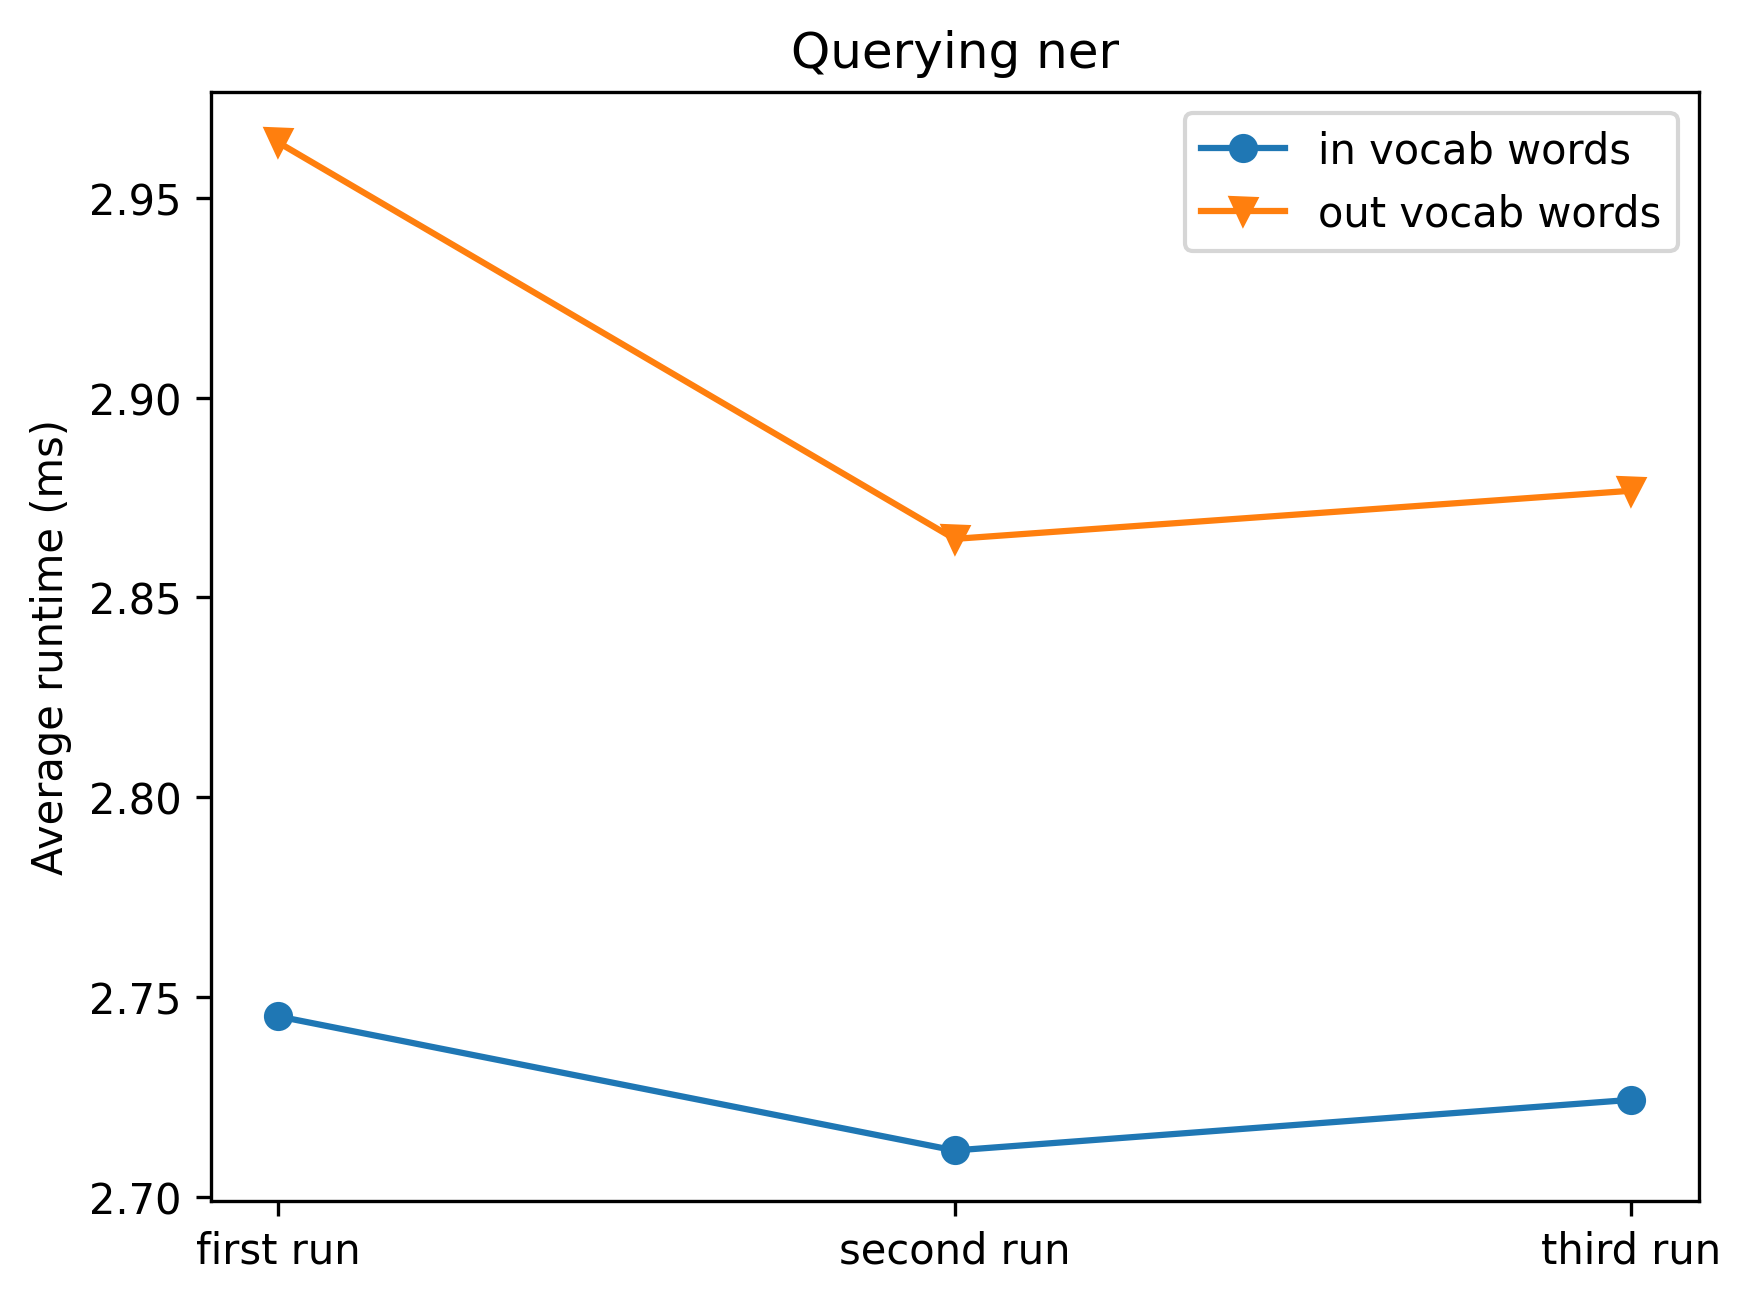 Querying ner
in vocab words
out vocab words
Average runtime (ms)
2.95
2.90
2.85
2.80
2.75
2.70
first run
second run
third run